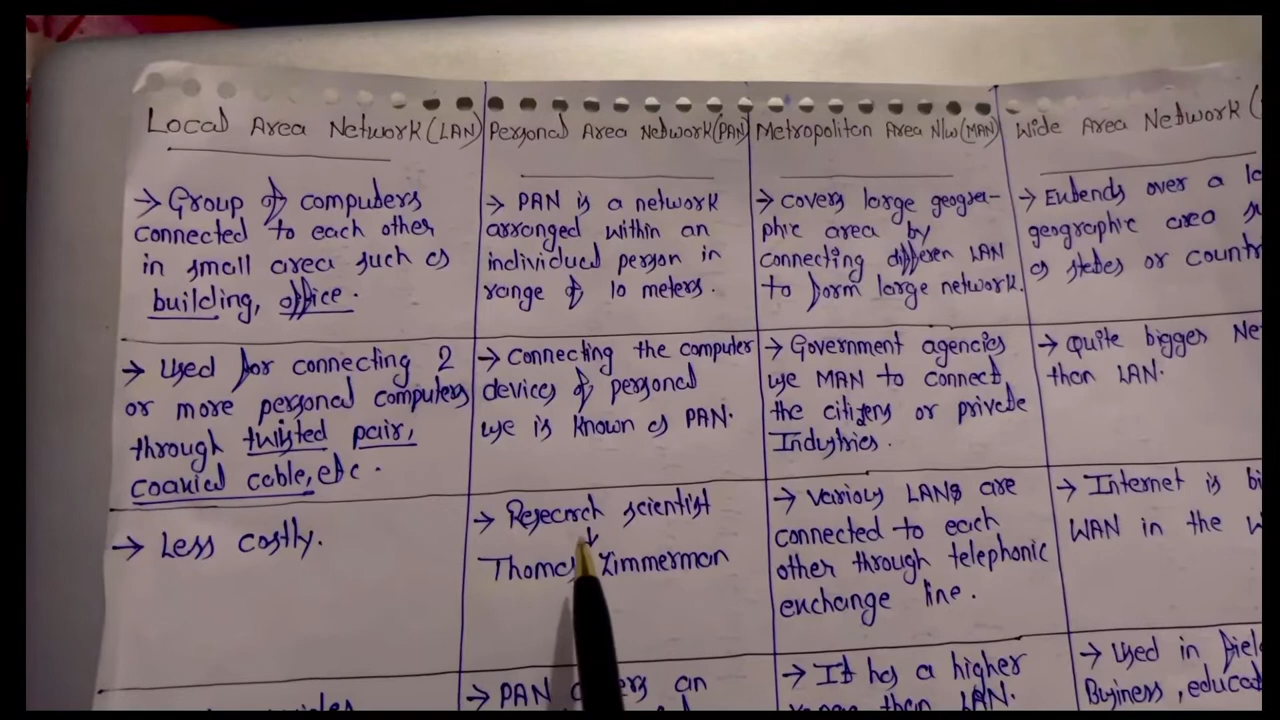 Local Area Network (LAN)
Group of computers
connected to each other
in small area such as
building, office.
Used for connecting 2
or more personal computers
through twisted pair,
coaxial cable, etc.
Less costly.
Personal Area Network (PAN)
PAN is a network
arranged within an
individual person in
range of 10 meters.
Connecting the computer
devices of personal
use is known as PAN.
Research scientist
Thomas Zimmerman
PAN an
Metropolitan Area N/w (MAN)
covers large geogra-
phic area by
connecting differen LAN
to form large network.
Government agencies
use MAN to connect
the citizens or private
Industries.
Various LANs are
connected to each
other through telephonic
exchange line.
It has a higher
than LAN.
Wide Area Network (
Extends over a
geographic area
as states or
quite bigger
than LAN.
Internet is
WAN in the
Used in
Business,